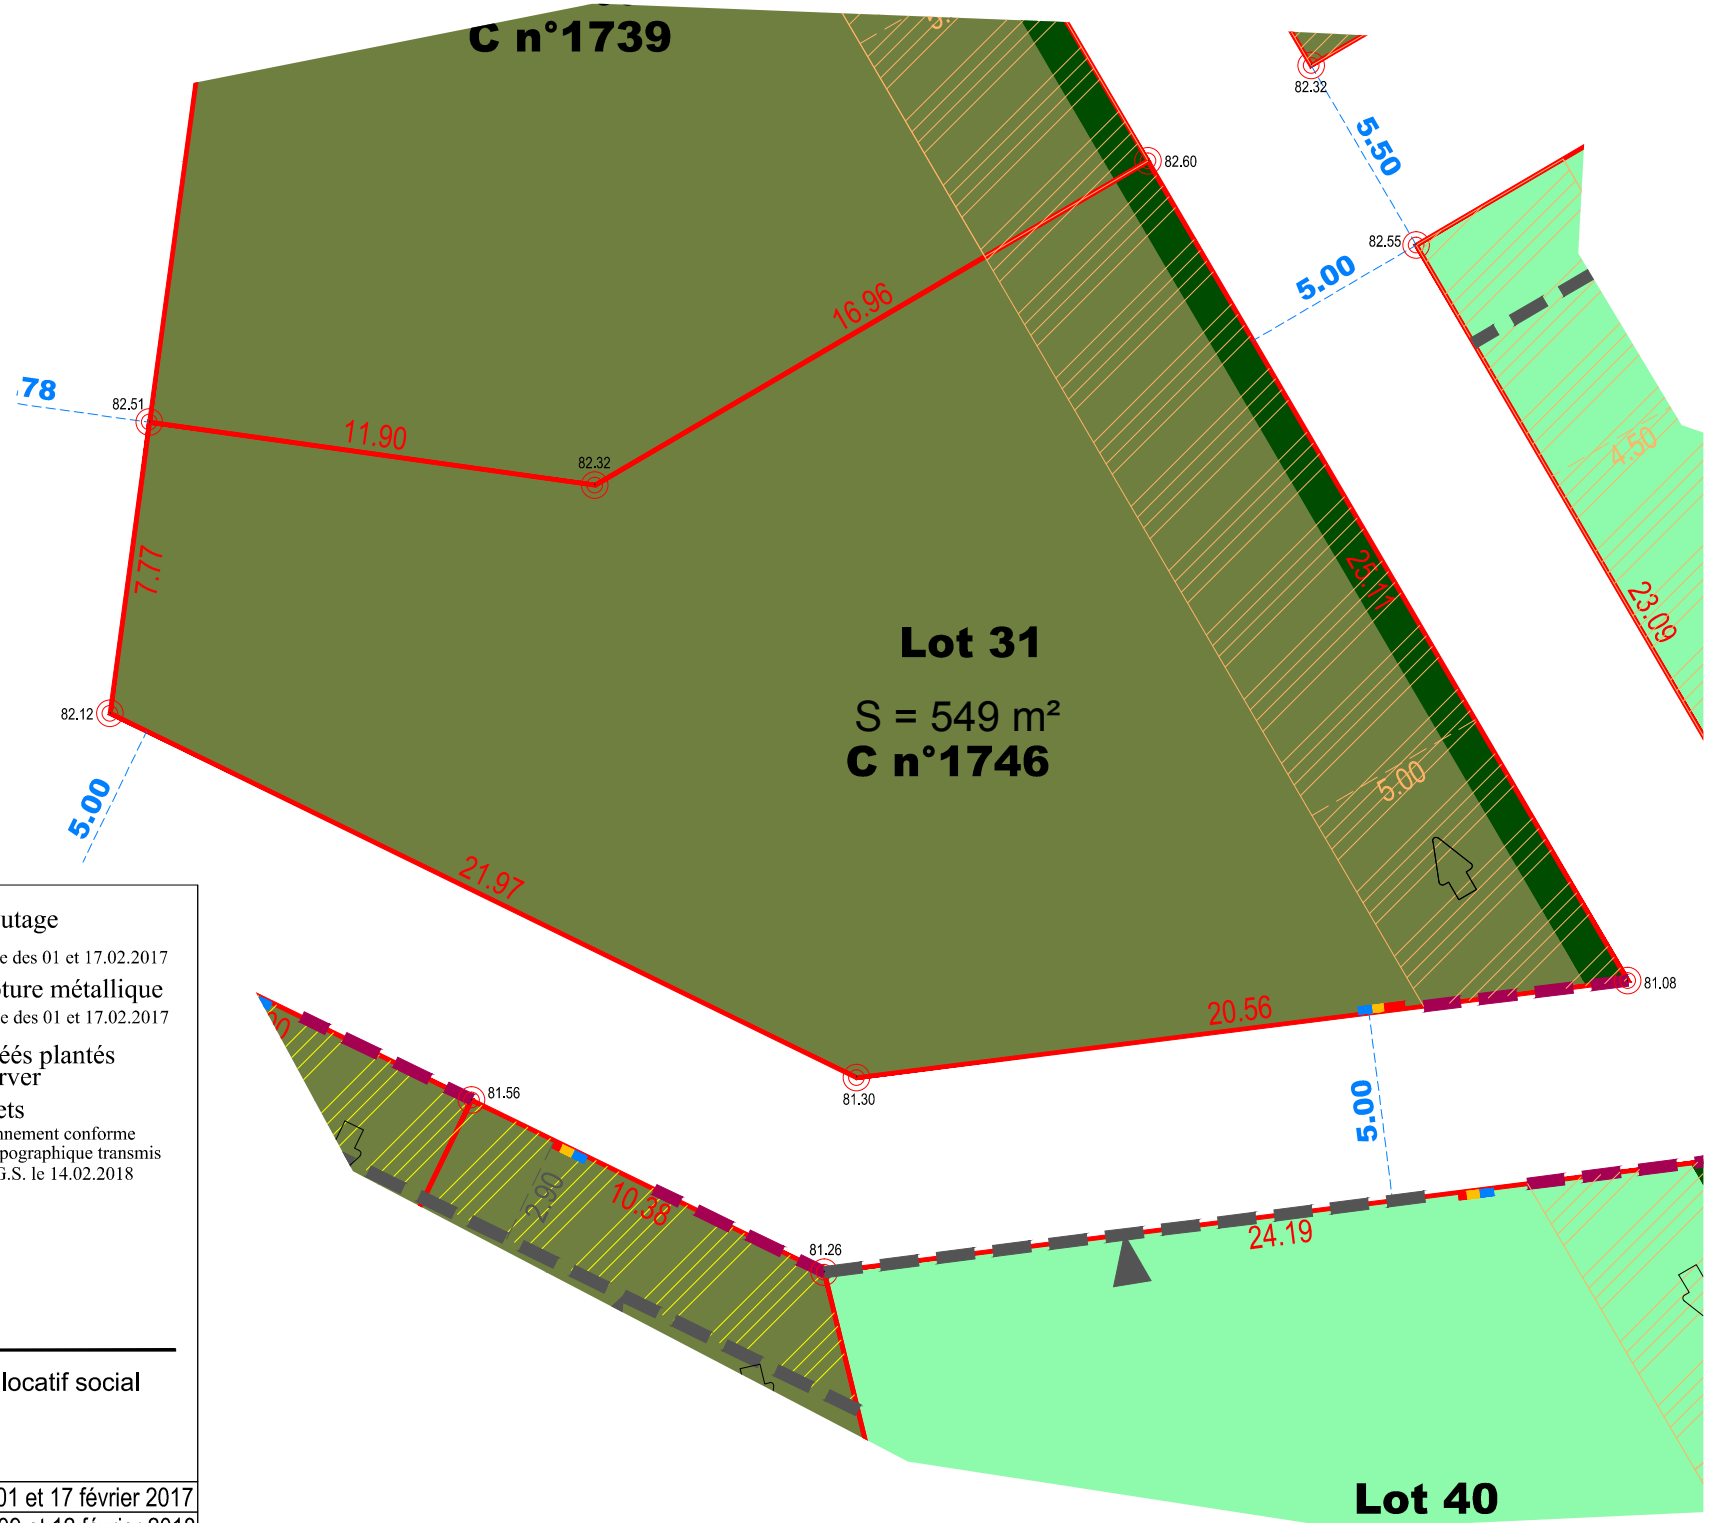 C n°1739
82.32
5.50
82.60
82.55
5.00
16.96
78
82.51
11.90
82.32
4.50
7.77
25.11
23.09
Lot 31
S = 549 m²
C n°1746
82.12
5.00
5.00
21.97
utage
e des 01 et 17.02.2017
ture métallique
e des 01 et 17.02.2017
éés plantés
rver
ets
nnement conforme
pographique transmis
G.S. le 14.02.2018
81.08
20.56
81.56
81.30
5.00
2.90
10.38
81.26
24.19
locatif social
Lot 40
01 et 17 février 2017